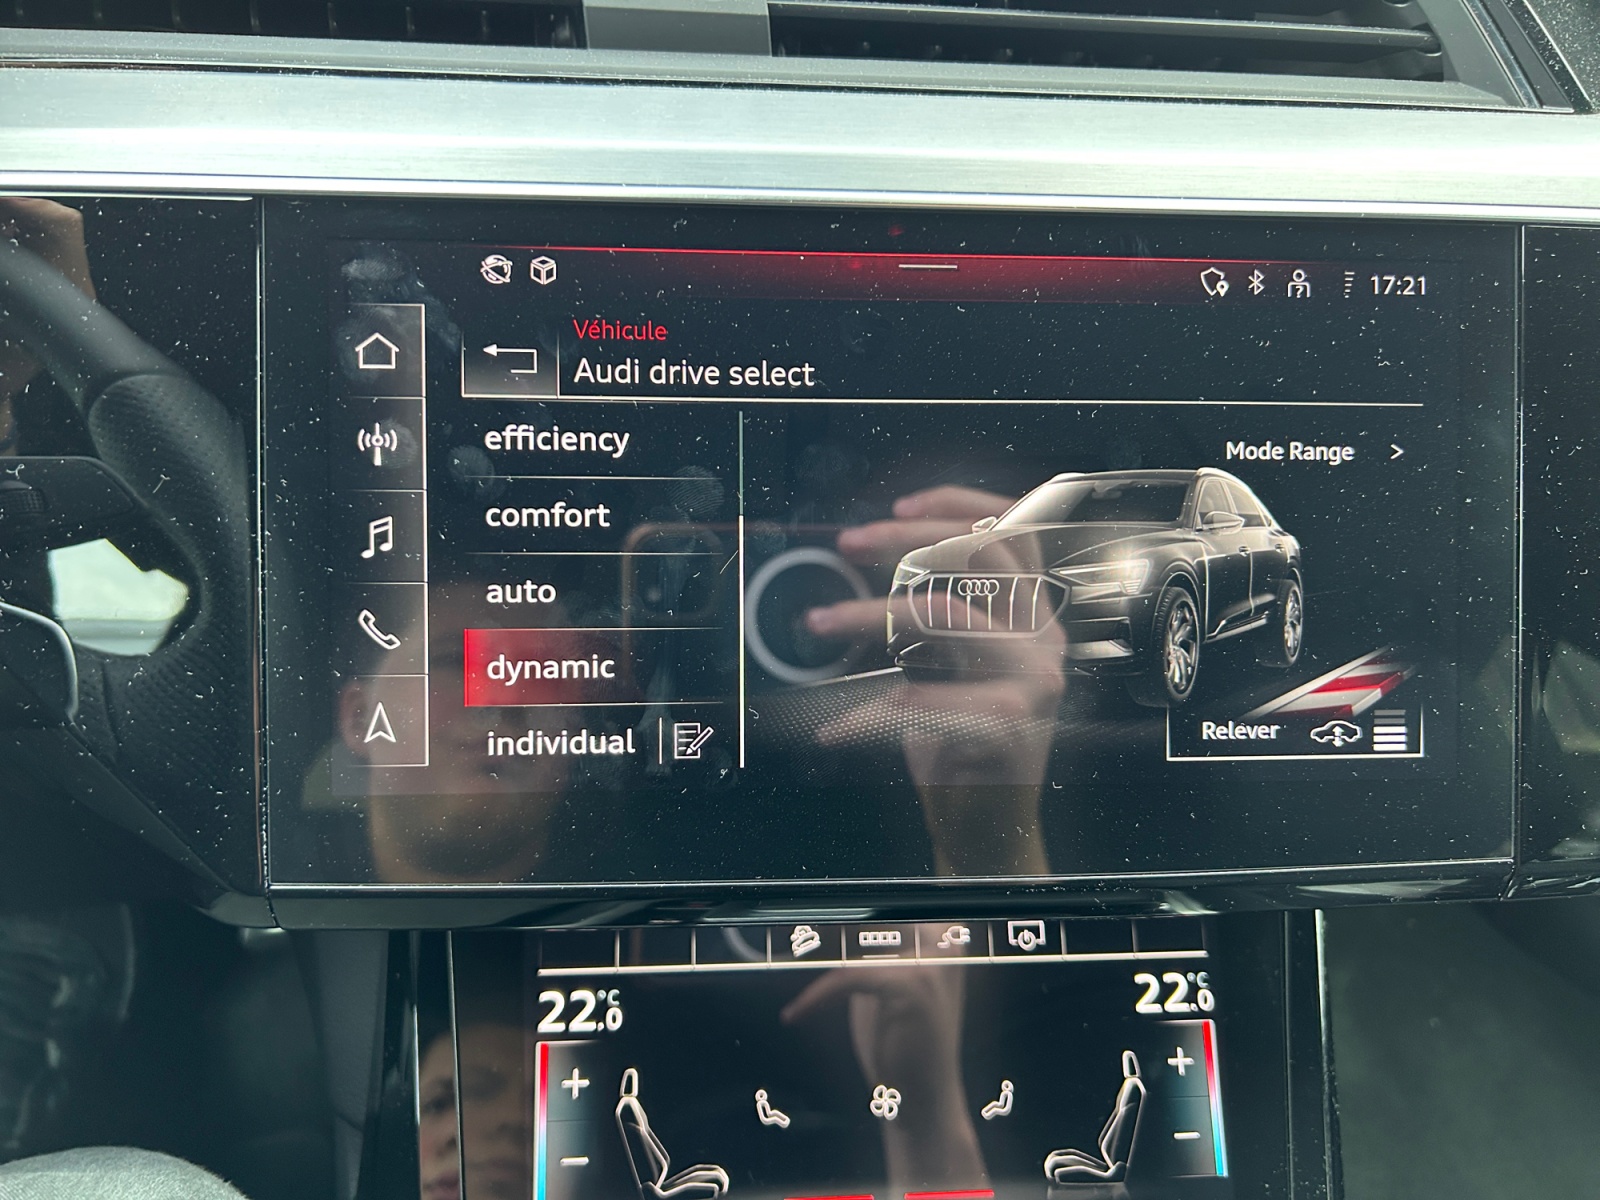 17:21
Véhicule
Audi drive select
efficiency
Mode Range >
comfort
auto
dynamic
individual
Relever
22.0 °C
22.0 °C
+
+
−
−